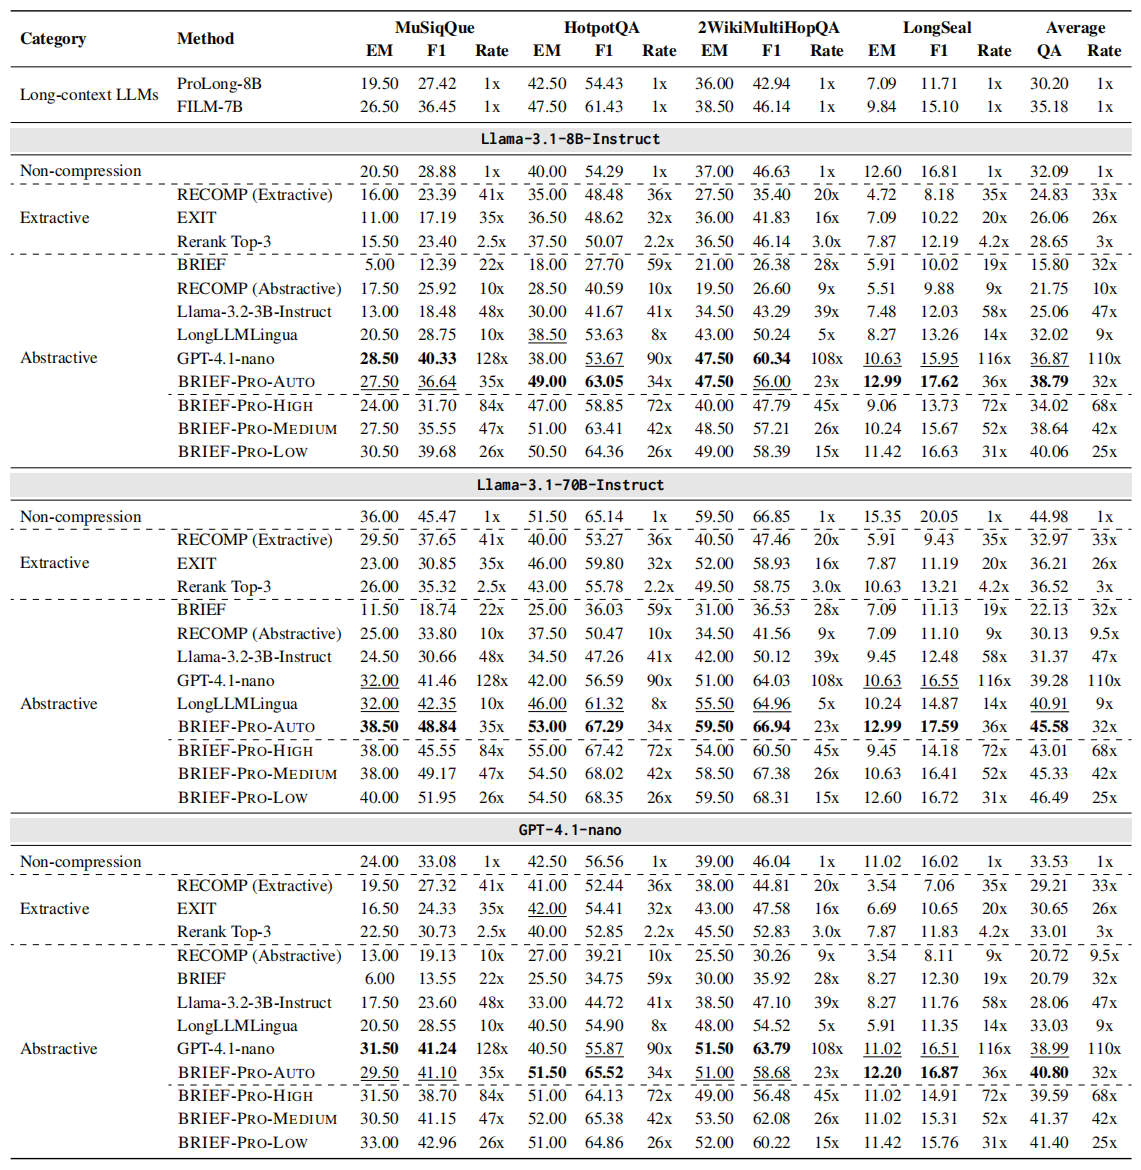 Category Method MuSiqQue HotpotQA 2WikiMultiHopQA LongSeal Average
EM F1 Rate EM F1 Rate EM F1 Rate EM F1 Rate QA Rate
Long-context LLMs
ProLong-8B 19.50 27.42 1x 42.50 54.43 1x 36.00 42.94 1x 7.09 11.71 1x 30.20 1x
FILM-7B 26.50 36.45 1x 47.50 61.43 1x 38.50 46.14 1x 9.84 15.10 1x 35.18 1x
Llama-3.1-8B-Instruct
Non-compression 20.50 28.88 1x 40.00 54.29 1x 37.00 46.63 1x 12.60 16.81 1x 32.09 1x
RECOMP (Extractive) 16.00 23.39 41x 35.00 48.48 36x 27.50 35.40 20x 4.72 8.18 35x 24.83 33x
Extractive EXIT 11.00 17.19 35x 36.50 48.62 32x 36.00 41.83 16x 7.09 10.22 20x 26.06 26x
Rerank Top-3 15.50 23.40 2.5x 37.50 50.07 2.2x 36.50 46.14 3.0x 7.87 12.19 4.2x 28.65 3x
BRIEF 5.00 12.39 22x 18.00 27.70 59x 21.00 26.38 28x 5.91 10.02 19x 15.80 32x
RECOMP (Abstractive) 17.50 25.92 10x 28.50 40.59 10x 19.50 26.60 9x 5.51 9.88 9x 21.75 10x
Llama-3.2-3B-Instruct 13.00 18.48 48x 30.00 41.67 41x 34.50 43.29 39x 7.48 12.03 58x 25.06 47x
LongLLMLingua 20.50 28.75 10x 38.50 53.63 8x 43.00 50.24 5x 8.27 13.26 14x 32.02 9x
Abstractive GPT-4.1-nano 28.50 40.33 128x 38.00 53.67 90x 47.50 60.34 108x 10.63 15.95 116x 36.87 110x
BRIEF-PRO-AUTO 27.50 36.64 35x 49.00 63.05 34x 47.50 56.00 23x 12.99 17.62 36x 38.79 32x
BRIEF-PRO-HIGH 24.00 31.70 84x 47.00 58.85 72x 40.00 47.79 45x 9.06 13.73 72x 34.02 68x
BRIEF-PRO-MEDIUM 27.50 35.55 47x 51.00 63.41 42x 48.50 57.21 26x 10.24 15.67 52x 38.64 42x
BRIEF-PRO-LOW 30.50 39.68 26x 50.50 64.36 26x 49.00 58.39 15x 11.42 16.63 31x 40.06 25x
Llama-3.1-70B-Instruct
Non-compression 36.00 45.47 1x 51.50 65.14 1x 59.50 66.85 1x 15.35 20.05 1x 44.98 1x
RECOMP (Extractive) 29.50 37.65 41x 40.00 53.27 36x 40.50 47.46 20x 5.91 9.43 35x 32.97 33x
Extractive EXIT 23.00 30.85 35x 46.00 59.80 32x 52.00 58.93 16x 7.87 11.19 20x 36.21 26x
Rerank Top-3 26.00 35.32 2.5x 43.00 55.78 2.2x 49.50 58.75 3.0x 10.63 13.21 4.2x 36.52 3x
BRIEF 11.50 18.74 22x 25.00 36.03 59x 31.00 36.53 28x 7.09 11.13 19x 22.13 32x
RECOMP (Abstractive) 25.00 33.80 10x 37.50 50.47 10x 34.50 41.56 9x 7.09 11.10 9x 30.13 9.5x
Llama-3.2-3B-Instruct 24.50 30.66 48x 34.50 47.26 41x 42.00 50.12 39x 9.45 12.48 58x 31.37 47x
GPT-4.1-nano 32.00 41.46 128x 42.00 56.59 90x 51.00 64.03 108x 10.63 16.55 116x 39.28 110x
Abstractive LongLLMLingua 32.00 42.35 10x 46.00 61.32 8x 55.50 64.96 5x 10.24 14.87 14x 40.91 9x
BRIEF-PRO-AUTO 38.50 48.84 35x 53.00 67.29 34x 59.50 66.94 23x 12.99 17.59 36x 45.58 32x
BRIEF-PRO-HIGH 38.00 45.55 84x 55.00 67.42 72x 54.00 60.50 45x 9.45 14.18 72x 43.01 68x
BRIEF-PRO-MEDIUM 38.00 49.17 47x 54.50 68.02 42x 58.50 67.38 26x 10.63 16.41 52x 45.33 42x
BRIEF-PRO-LOW 40.00 51.95 26x 54.50 68.35 26x 59.50 68.31 15x 12.60 16.72 31x 46.49 25x
GPT-4.1-nano
Non-compression 24.00 33.08 1x 42.50 56.56 1x 39.00 46.04 1x 11.02 16.02 1x 33.53 1x
RECOMP (Extractive) 19.50 27.32 41x 41.00 52.44 36x 38.00 44.81 20x 3.54 7.06 35x 29.21 33x
Extractive EXIT 16.50 24.33 35x 42.00 54.41 32x 43.00 47.58 16x 6.69 10.65 20x 30.65 26x
Rerank Top-3 22.50 30.73 2.5x 40.00 52.85 2.2x 45.50 52.83 3.0x 7.87 11.83 4.2x 33.01 3x
RECOMP (Abstractive) 13.00 19.13 10x 27.00 39.21 10x 25.50 30.26 9x 3.54 8.11 9x 20.72 9.5x
BRIEF 6.00 13.55 22x 25.50 34.75 59x 30.00 35.92 28x 8.27 12.30 19x 20.79 32x
Llama-3.2-3B-Instruct 17.50 23.60 48x 33.00 44.72 41x 38.50 47.10 39x 8.27 11.76 58x 28.06 47x
LongLLMLingua 20.50 28.55 10x 40.50 54.90 8x 48.00 54.52 5x 5.91 11.35 14x 33.03 9x
Abstractive GPT-4.1-nano 31.50 41.24 128x 40.50 55.87 90x 51.50 63.79 108x 11.02 16.51 116x 38.99 110x
BRIEF-PRO-AUTO 29.50 41.10 35x 51.50 65.52 34x 51.00 58.68 23x 12.20 16.87 36x 40.80 32x
BRIEF-PRO-HIGH 31.50 38.70 84x 51.00 64.13 72x 49.00 56.48 45x 11.02 14.91 72x 39.59 68x
BRIEF-PRO-MEDIUM 30.50 41.15 47x 52.00 65.38 42x 53.50 62.08 26x 11.02 15.31 52x 41.37 42x
BRIEF-PRO-LOW 33.00 42.96 26x 51.00 64.86 26x 52.00 60.22 15x 11.42 15.76 31x 41.40 25x